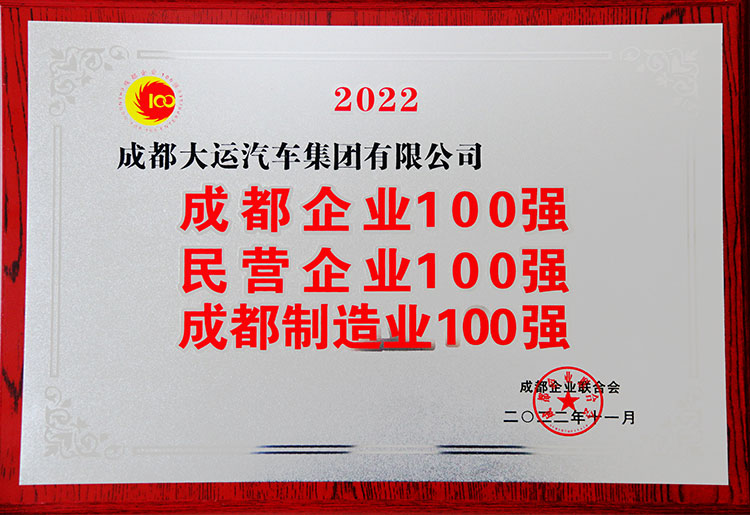 100
2022
成都大运汽车集团有限公司
成都企业100强
民营企业100强
成都制造业100强
成都企业联合会
二〇二二年十一月